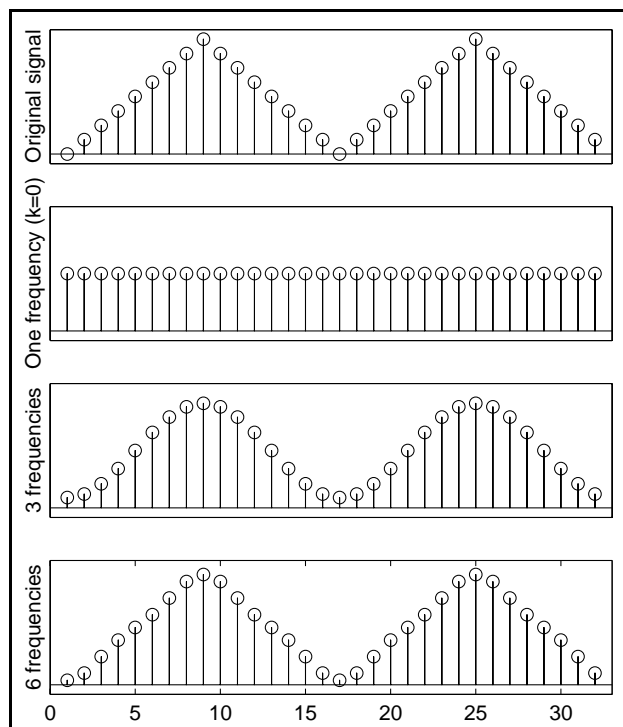 Original signal
One frequency (k=0)
3 frequencies
6 frequencies
0 5 10 15 20 25 30